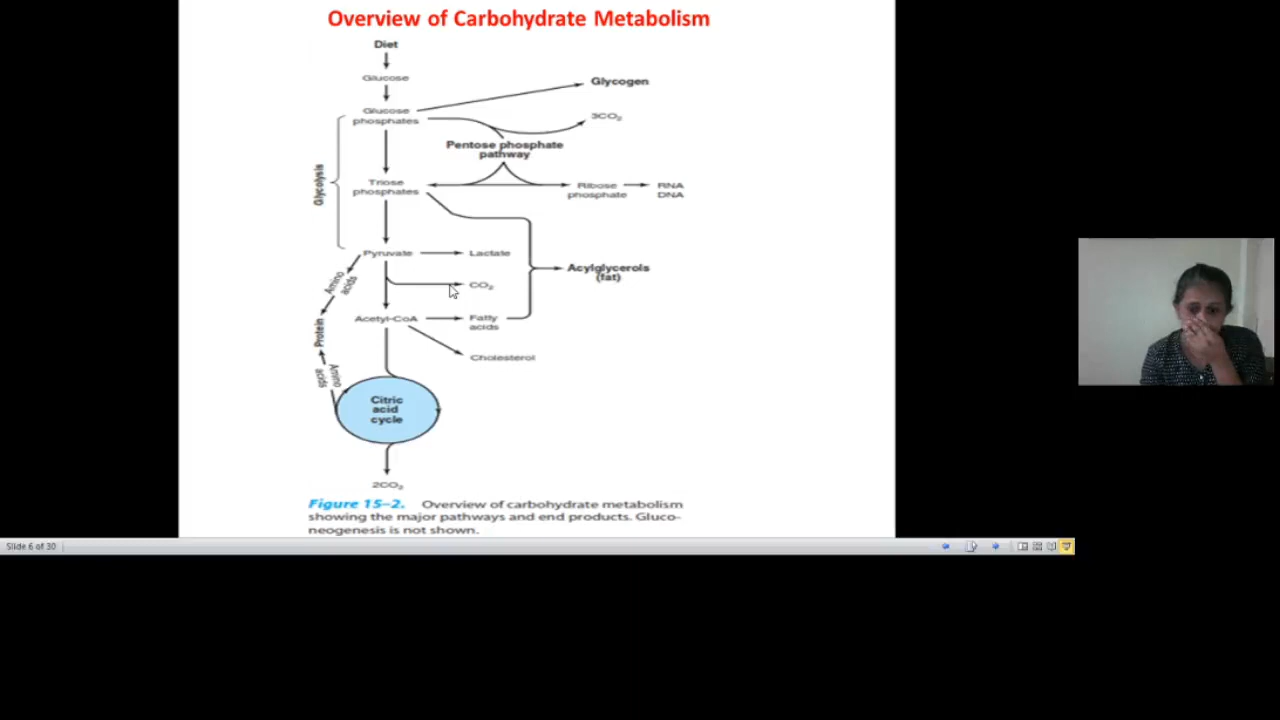 Overview of Carbohydrate Metabolism
Diet
Glucose
Glycogen
Glucose
phosphates
3CO₂
Pentose phosphate
pathway
Glycolysis
Triose
phosphates
Ribose
phosphate
RNA
DNA
Pyruvate
Lactate
Acylglycerols
(fat)
Amino
acids
CO₂
Protein
Acetyl-CoA
Fatty
acids
Cholesterol
Amino
acids
Citric
acid
cycle
2CO₂
Figure 15–2. Overview of carbohydrate metabolism
showing the major pathways and end products. Gluco-
neogenesis is not shown.
Slide 6 of 30